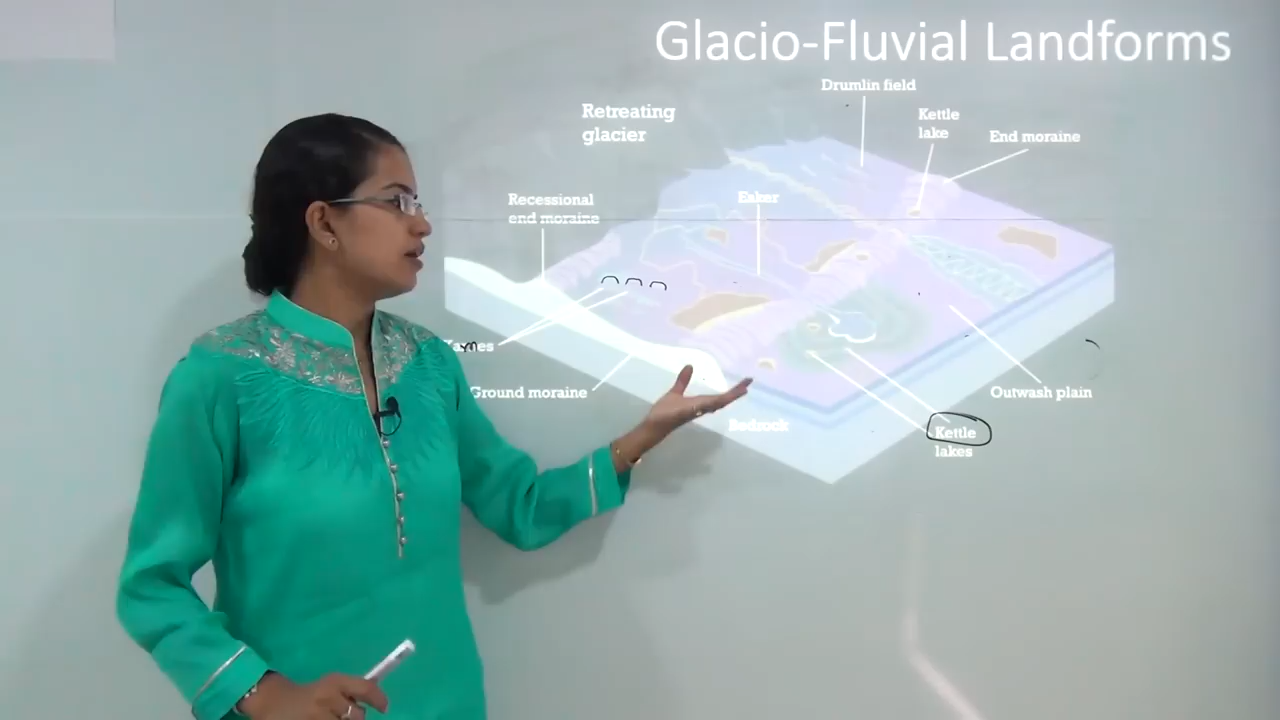 Glacio-Fluvial Landforms
Drumlin field
Retreating
glacier
Kettle
lake
End moraine
Recessional
end moraine
Esker
Kames
Ground moraine
Outwash plain
Bedrock
Kettle
lakes